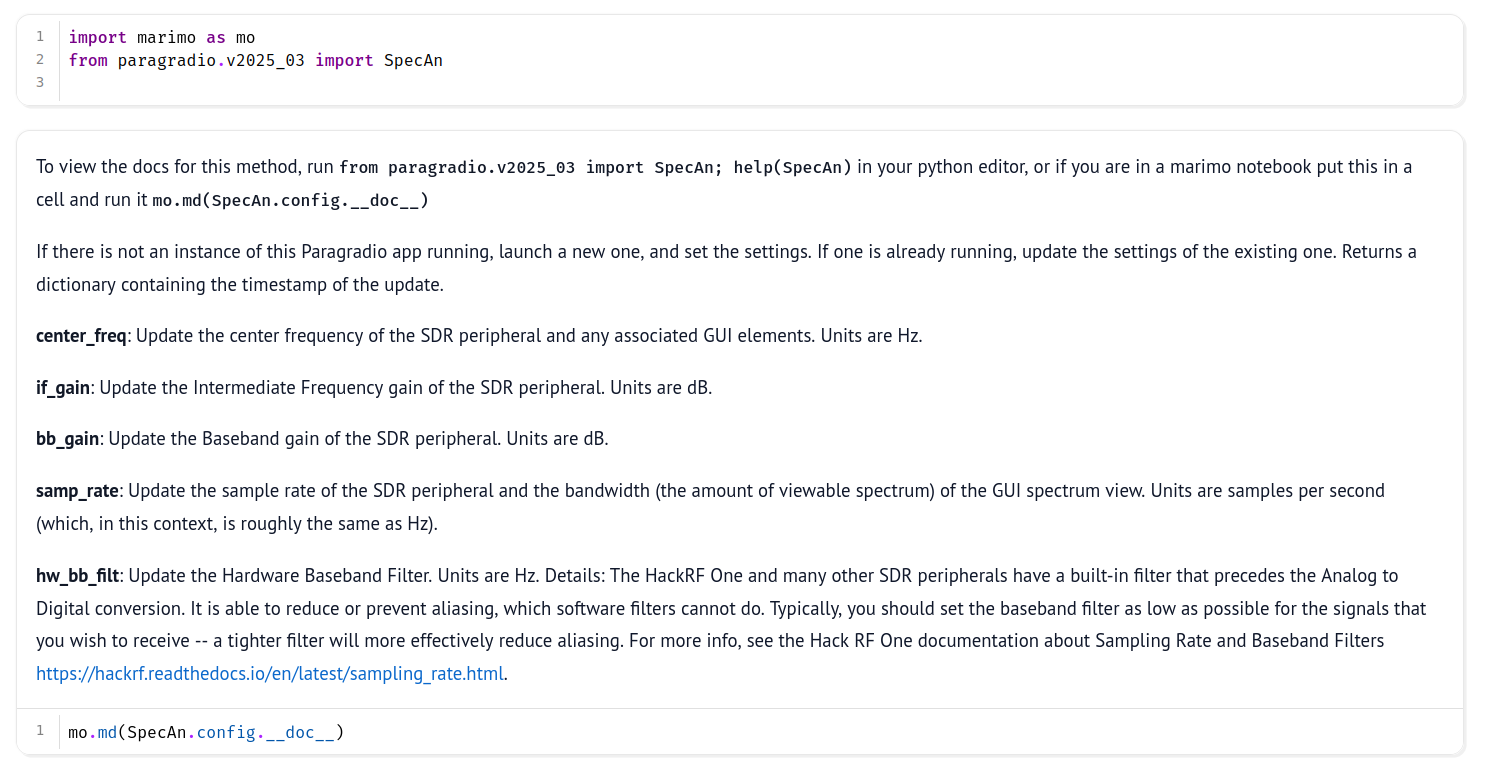 1 import marimo as mo
2 from paragradio.v2025_03 import SpecAn
3
To view the docs for this method, run from paragradio.v2025_03 import SpecAn; help(SpecAn) in your python editor, or if you are in a marimo notebook put this in a
cell and run it mo.md(SpecAn.config.__doc__)
If there is not an instance of this Paragradio app running, launch a new one, and set the settings. If one is already running, update the settings of the existing one. Returns a
dictionary containing the timestamp of the update.
center_freq: Update the center frequency of the SDR peripheral and any associated GUI elements. Units are Hz.
if_gain: Update the Intermediate Frequency gain of the SDR peripheral. Units are dB.
bb_gain: Update the Baseband gain of the SDR peripheral. Units are dB.
samp_rate: Update the sample rate of the SDR peripheral and the bandwidth (the amount of viewable spectrum) of the GUI spectrum view. Units are samples per second
(which, in this context, is roughly the same as Hz).
hw_bb_filt: Update the Hardware Baseband Filter. Units are Hz. Details: The HackRF One and many other SDR peripherals have a built-in filter that precedes the Analog to
Digital conversion. It is able to reduce or prevent aliasing, which software filters cannot do. Typically, you should set the baseband filter as low as possible for the signals that
you wish to receive -- a tighter filter will more effectively reduce aliasing. For more info, see the Hack RF One documentation about Sampling Rate and Baseband Filters
https://hackrf.readthedocs.io/en/latest/sampling_rate.html.
1 mo.md(SpecAn.config.__doc__)